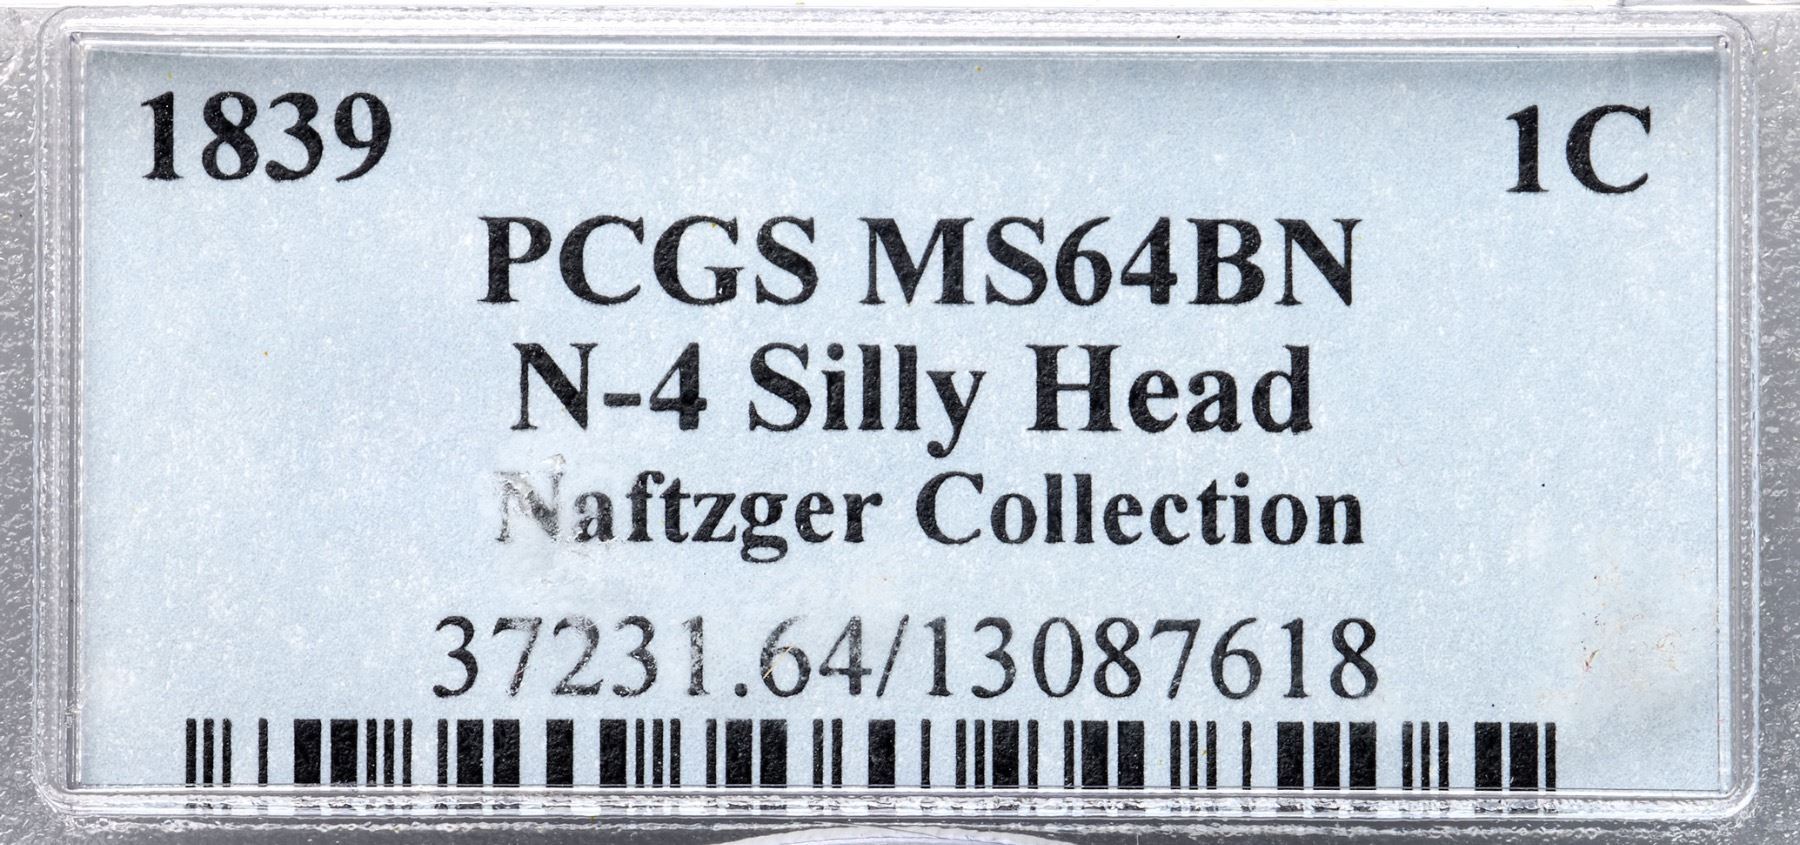 1839 1C
PCGS MS64BN
N-4 Silly Head
Naftzger Collection
37231.64/13087618